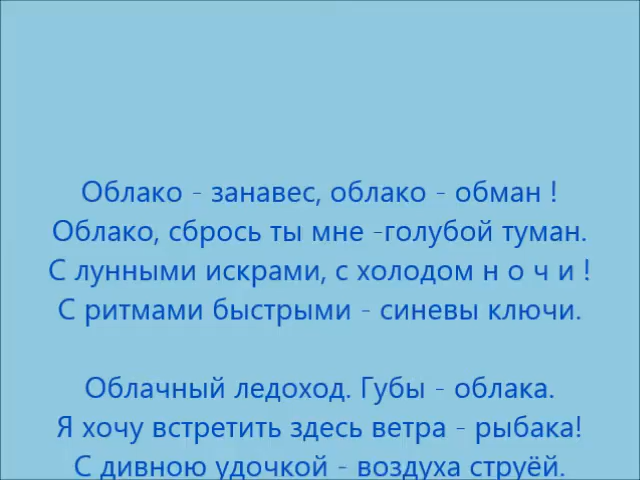 Облако - занавес, облако - обман !
Облако, сбрось ты мне -голубой туман.
С лунными искрами, с холодом н о ч и !
С ритмами быстрыми - синевы ключи.
Облачный ледоход. Губы - облака.
Я хочу встретить здесь ветра - рыбака!
С дивною удочкой - воздуха струёй.